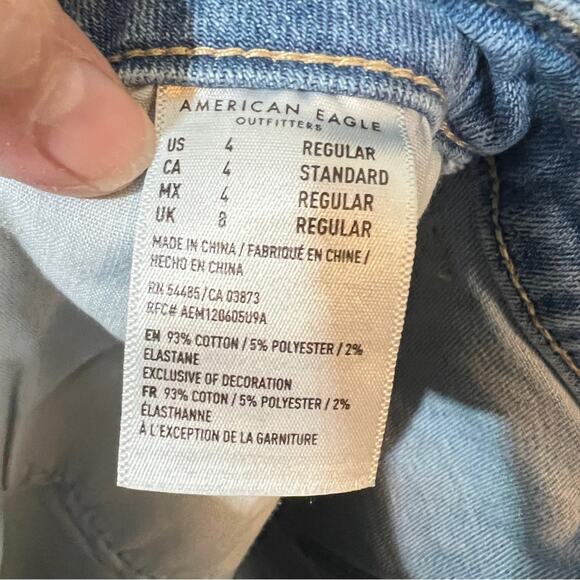 AMERICAN EAGLE
OUTFITTERS
US 4 REGULAR
CA 4 STANDARD
MX 4 REGULAR
UK 8 REGULAR
MADE IN CHINA / FABRIQUÉ EN CHINE /
HECHO EN CHINA
RN 54485/CA 03873
RFC# AEM120605U9A
EN 93% COTTON / 5% POLYESTER / 2%
ELASTANE
EXCLUSIVE OF DECORATION
FR 93% COTON / 5% POLYESTER / 2%
ÉLASTHANNE
À L'EXCEPTION DE LA GARNITURE